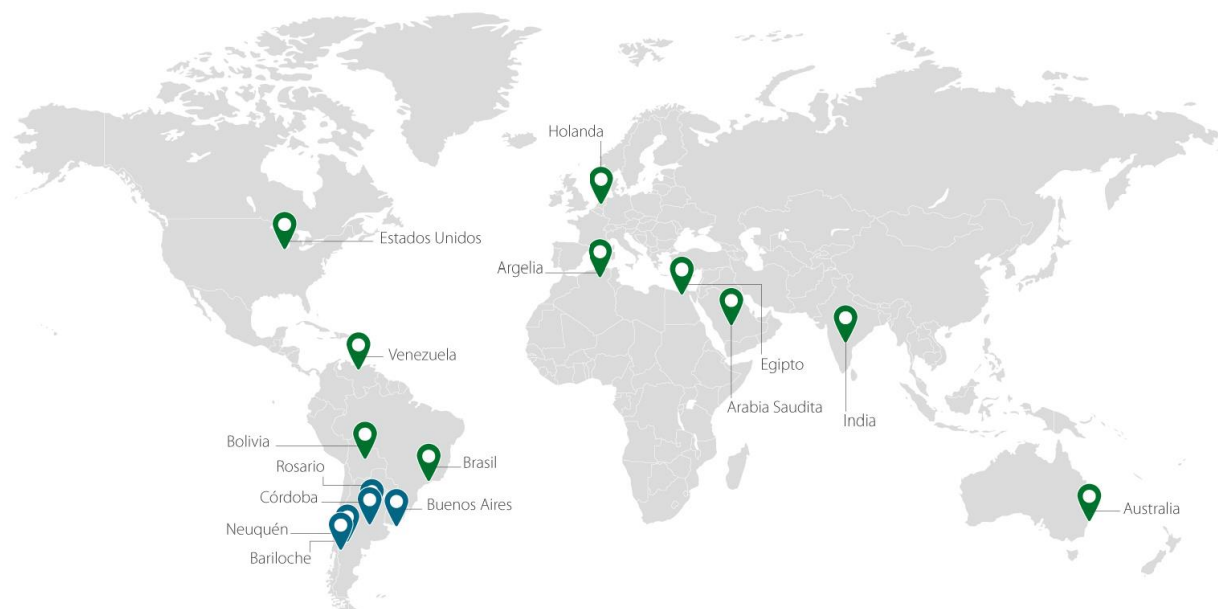 Holanda
Estados Unidos
Argelia
Venezuela
Egipto
Arabia Saudita
India
Bolivia
Brasil
Rosario
Córdoba
Buenos Aires
Australia
Neuquén
Bariloche